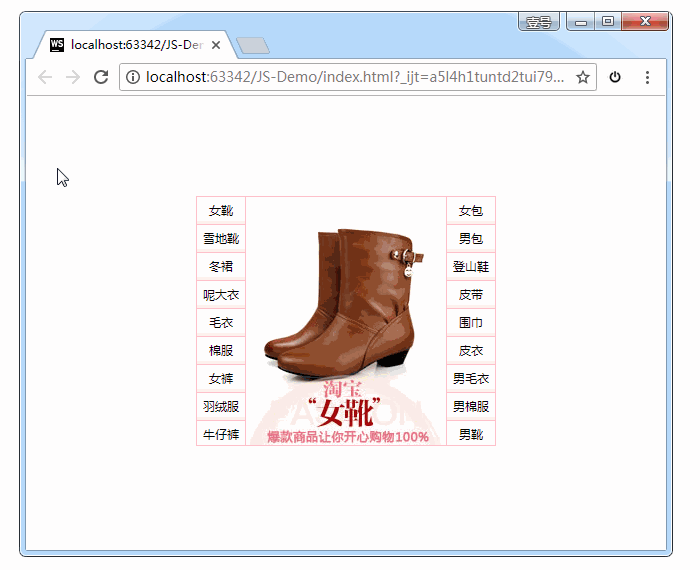 壹号
WS localhost:63342/JS-Der
localhost:63342/JS-Demo/index.html?_ijt=a5l4h1tuntd2tui79...
女靴
雪地靴
冬裙
呢大衣
毛衣
棉服
女裤
羽绒服
牛仔裤
淘宝
“女靴”
爆款商品让你开心购物100%
女包
男包
登山鞋
皮带
围巾
皮衣
男毛衣
男棉服
男靴